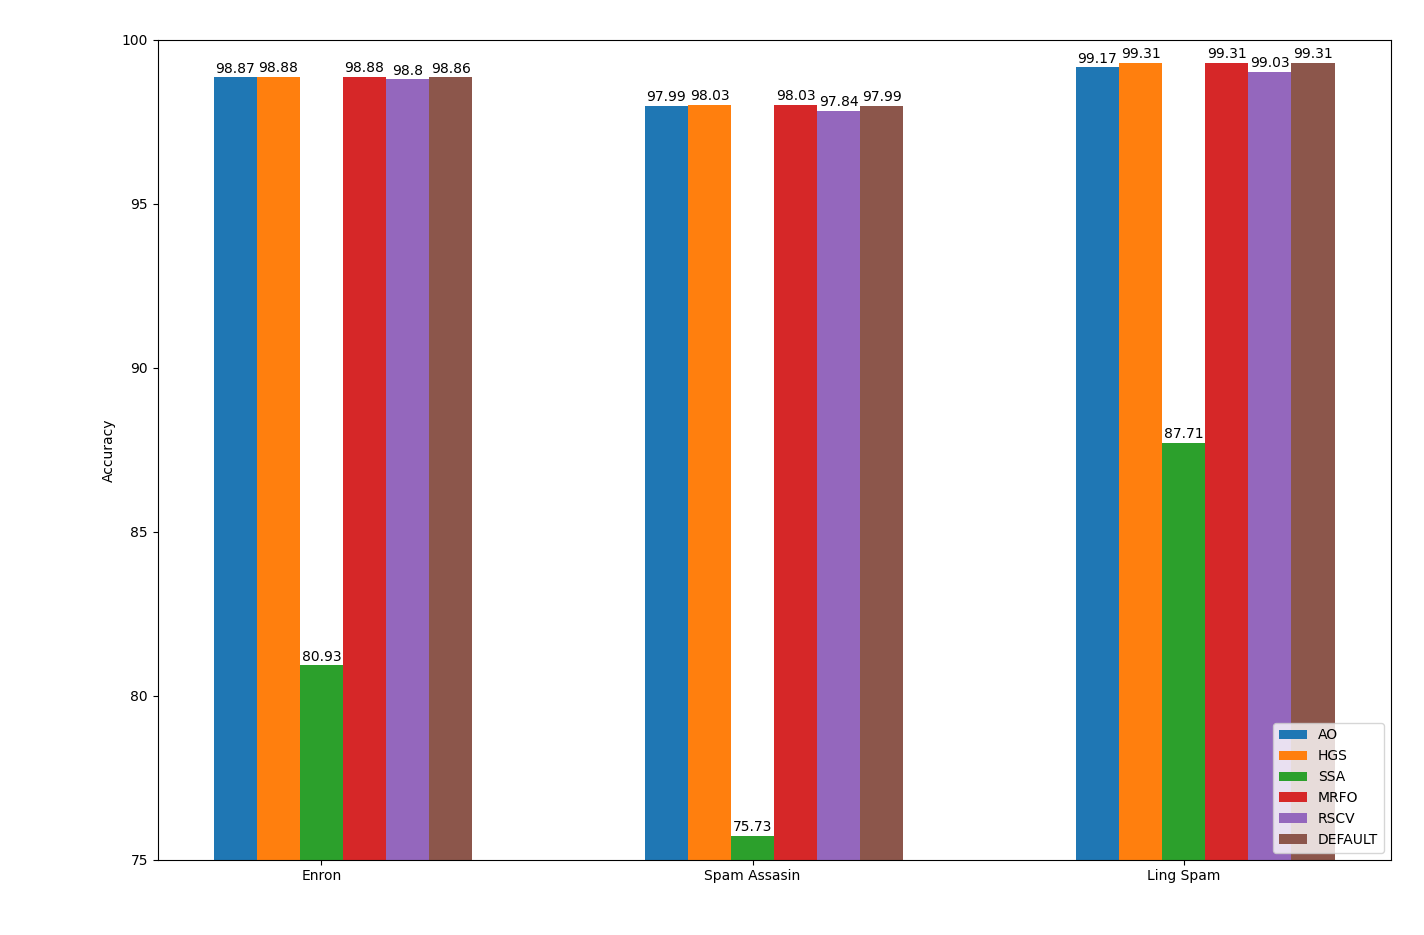 100
95
90
85
80
75
Accuracy
98.87 98.88 80.93 98.88 98.8 98.86
97.99 98.03 75.73 98.03 97.84 97.99
99.17 99.31 87.71 99.31 99.03 99.31
Enron Spam Assasin Ling Spam
AO
HGS
SSA
MRFO
RSCV
DEFAULT